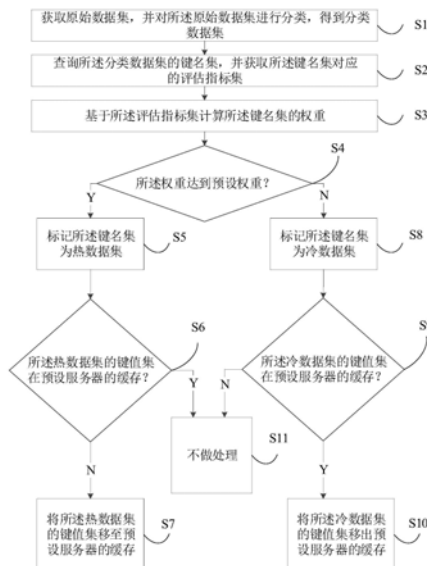 获取原始数据集，并对所述原始数据集进行分类，得到分类
数据集
S1
查询所述分类数据集的键名集，并获取所述键名集对应
的评估指标集
S2
基于所述评估指标集计算所述键名集的权重
S3
S4
所述权重达到预设权重？
Y
N
标记所述键名集
为热数据集
S5
标记所述键名集
为冷数据集
S8
S6
所述热数据集的键值集
在预设服务器的缓存？
所述冷数据集的键值集
在预设服务器的缓存？
Y
N
不做处理
S11
N
Y
将所述热数据集
的键值集移至预
设服务器的缓存
S7
将所述冷数据集
的键值集移出预
设服务器的缓存
S10